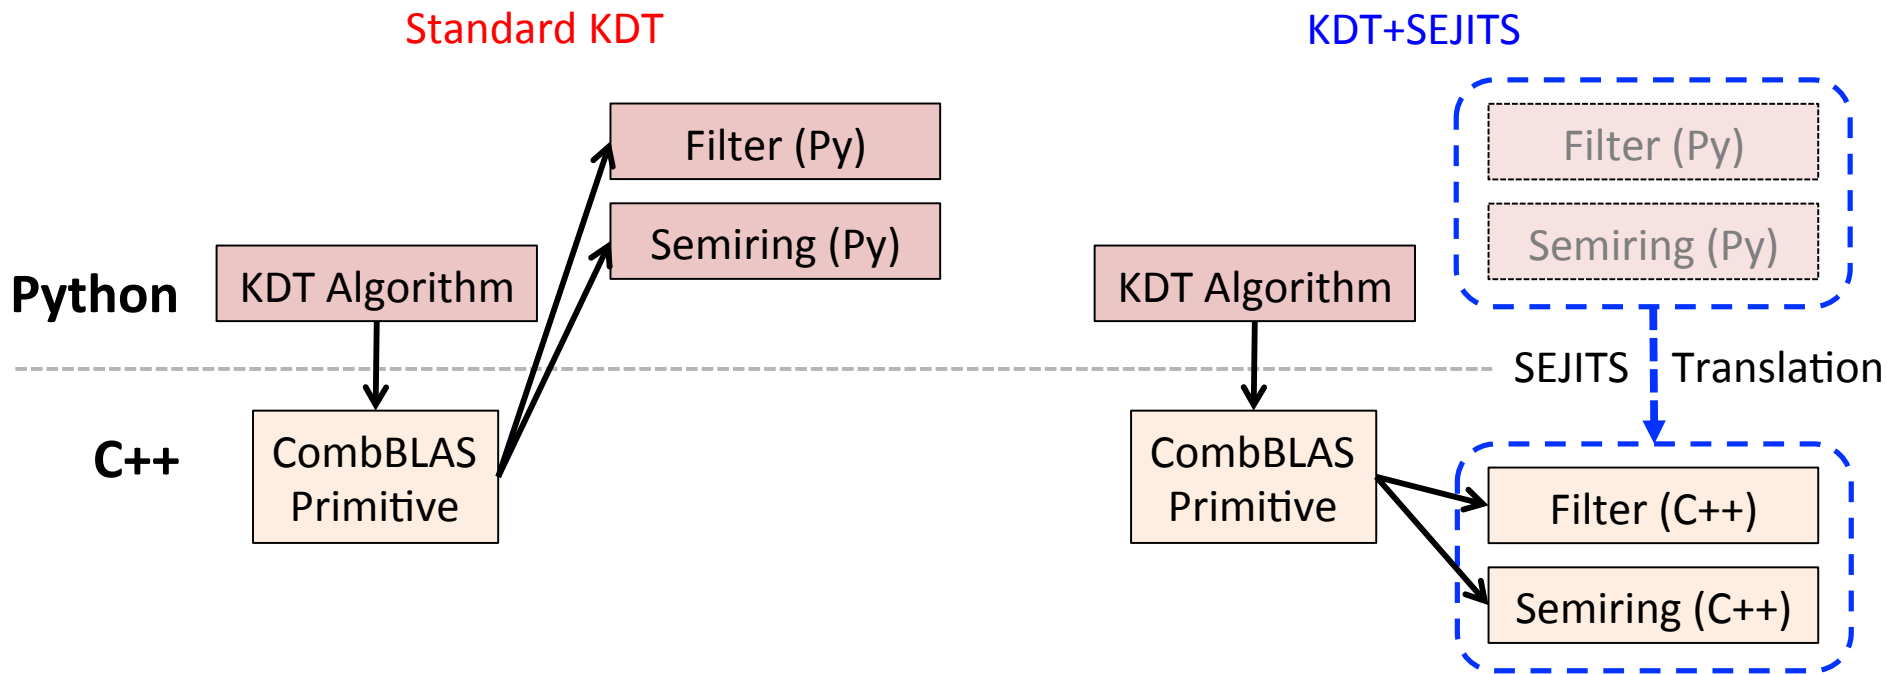 Standard KDT
KDT+SEJITS
Filter (Py)
Semiring (Py)
KDT Algorithm
Python
CombBLAS
Primitive
C++
Filter (Py)
Semiring (Py)
KDT Algorithm
SEJITS Translation
CombBLAS
Primitive
Filter (C++)
Semiring (C++)